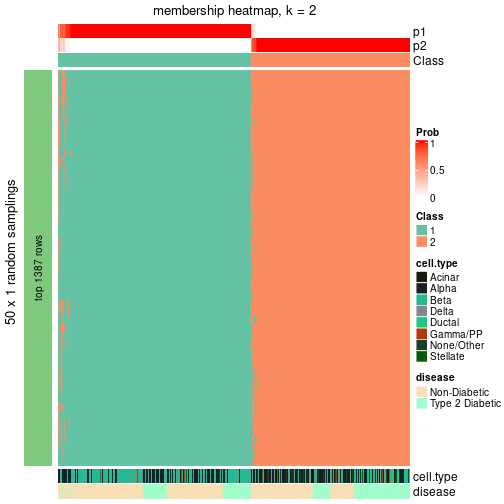 membership heatmap, k = 2
p1
p2
Class
50 x 1 random samplings
top 1387 rows
Prob
1
0.5
0
Class
1
2
cell.type
Acinar
Alpha
Beta
Delta
Ductal
Gamma/PP
None/Other
Stellate
disease
Non-Diabetic
Type 2 Diabetic
cell.type
disease